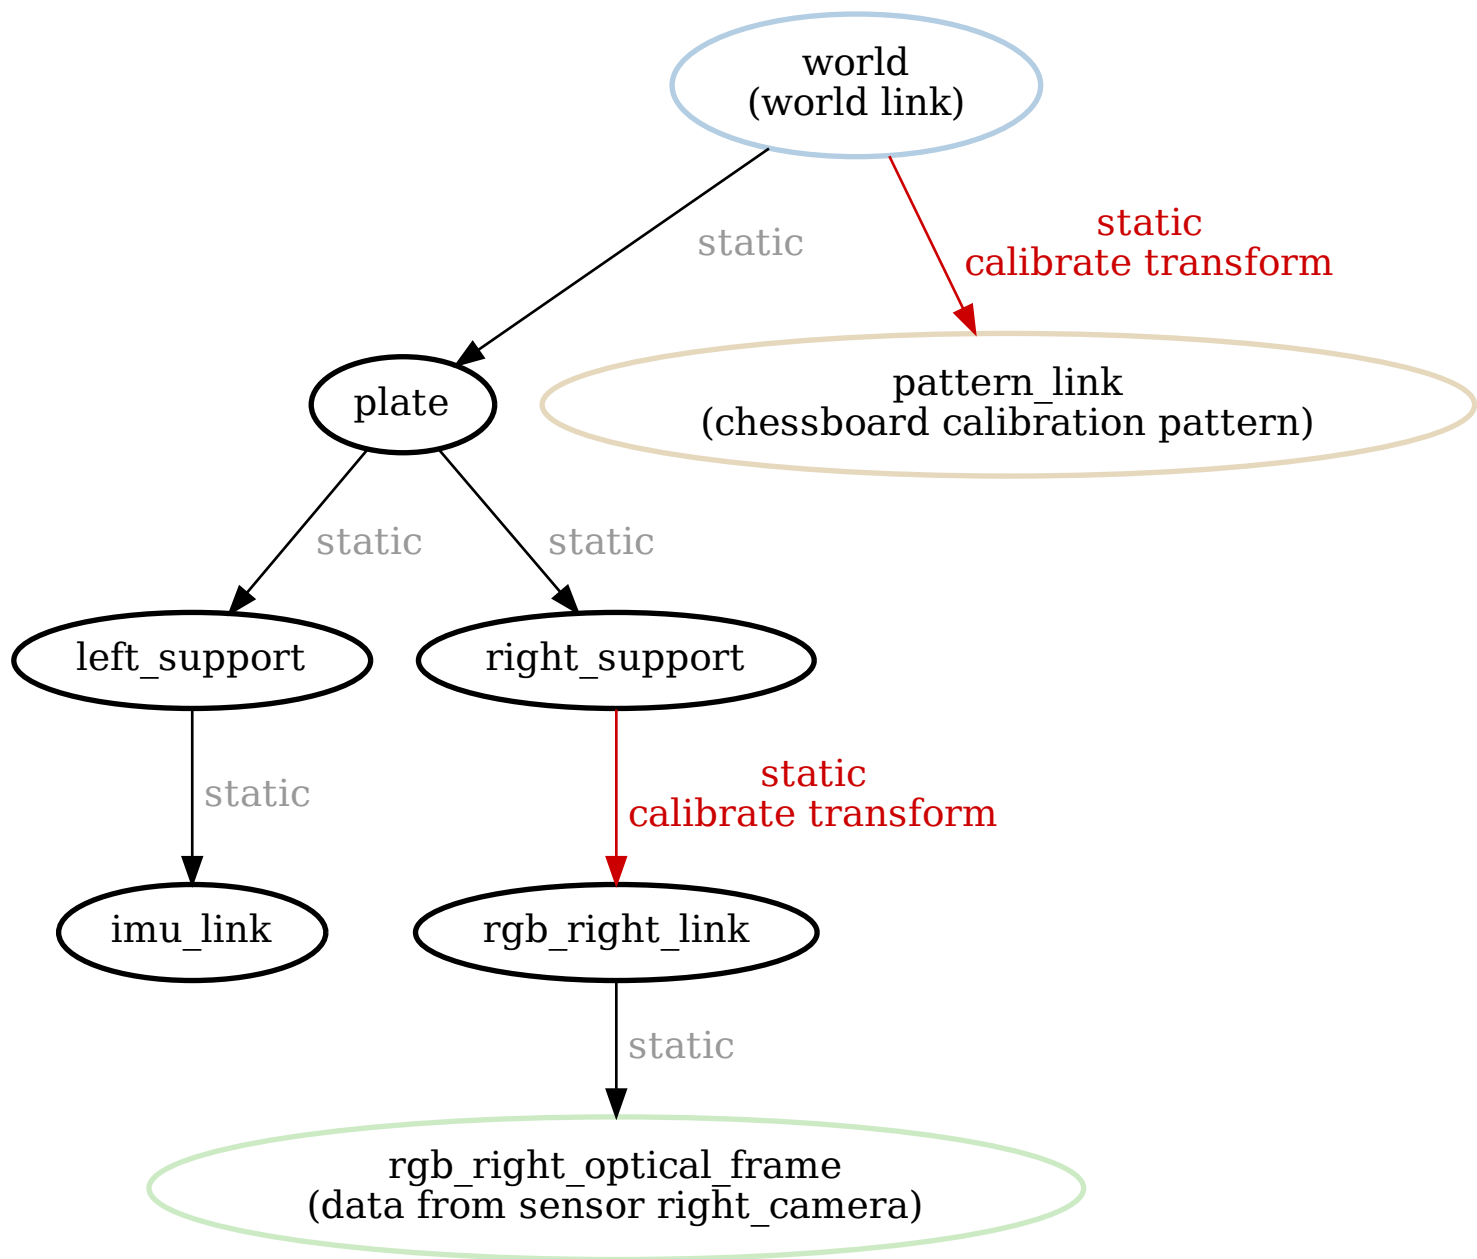 world
(world link)
static
static
calibrate transform
plate
pattern_link
(chessboard calibration pattern)
static
static
left_support
right_support
static
static
calibrate transform
imu_link
rgb_right_link
static
rgb_right_optical_frame
(data from sensor right_camera)